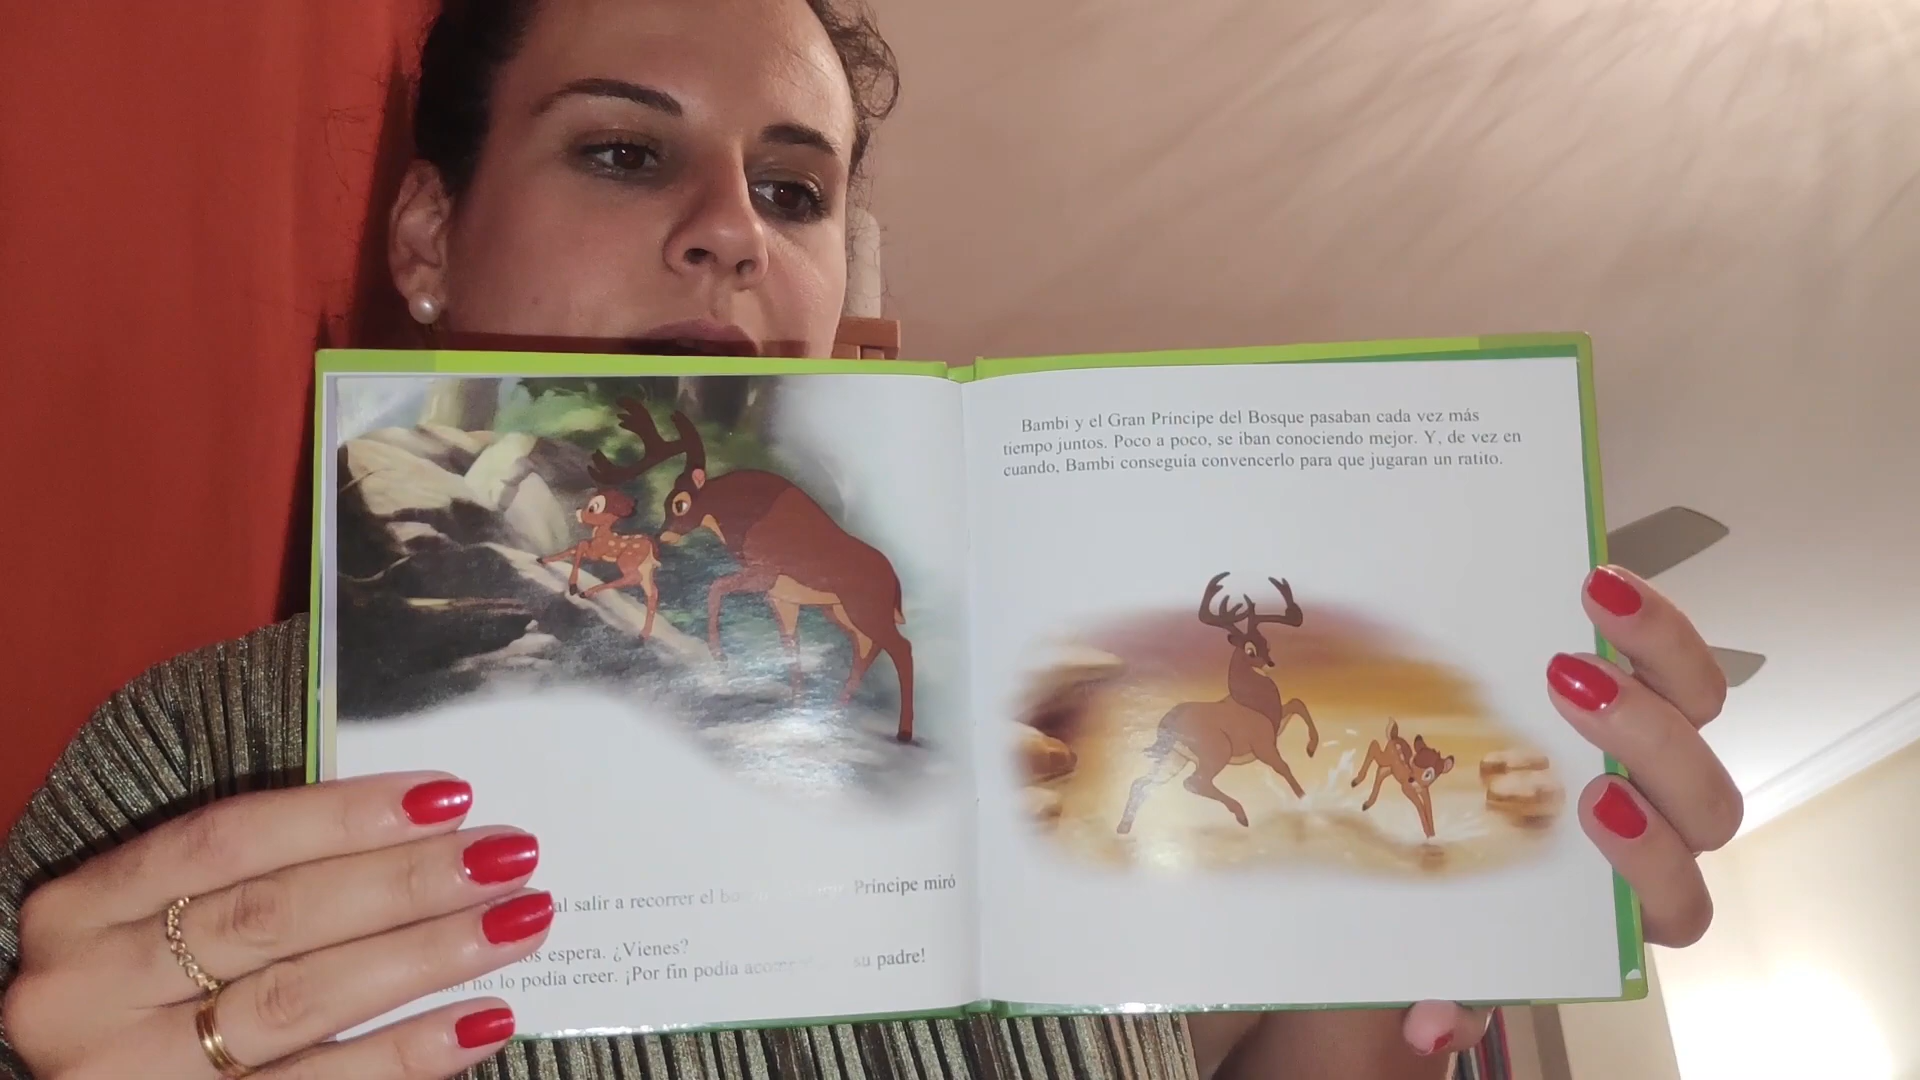 al salir a recorrer el Príncipe miró
espera. ¿Vienes?
no lo podía creer. ¡Por fin podía su padre!
Bambi y el Gran Príncipe del Bosque pasaban cada vez más
tiempo juntos. Poco a poco, se iban conociendo mejor. Y, de vez en
cuando, Bambi conseguía convencerlo para que jugaran un ratito.